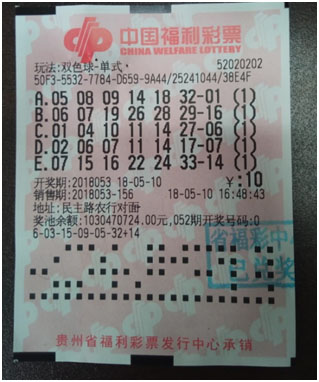 中国福利彩票
CHINA WELFARE LOTTERY
玩法:双色球-单式· 52020202
50F3-5532-7784-D659-9A44/25241044/38E4F
A.05 08 09 14 18 32-01 (1)
B.06 07 19 26 28 29-16 (1)
C.01 04 10 11 14 27-06 (1)
D.02 06 07 11 14 17-07 (1)
E.07 15 16 22 24 33-14 (1)
开奖期:2018053 18-05-10 ¥:10
销售期:2018053-156 18-05-10 16:48:43
地址:民主路农行对面
奖池余额:1030470724.00元,052期开奖号码:0
6-03-15-09-05-32+14
省福彩中
已兑奖
贵州省福利彩票发行中心承销